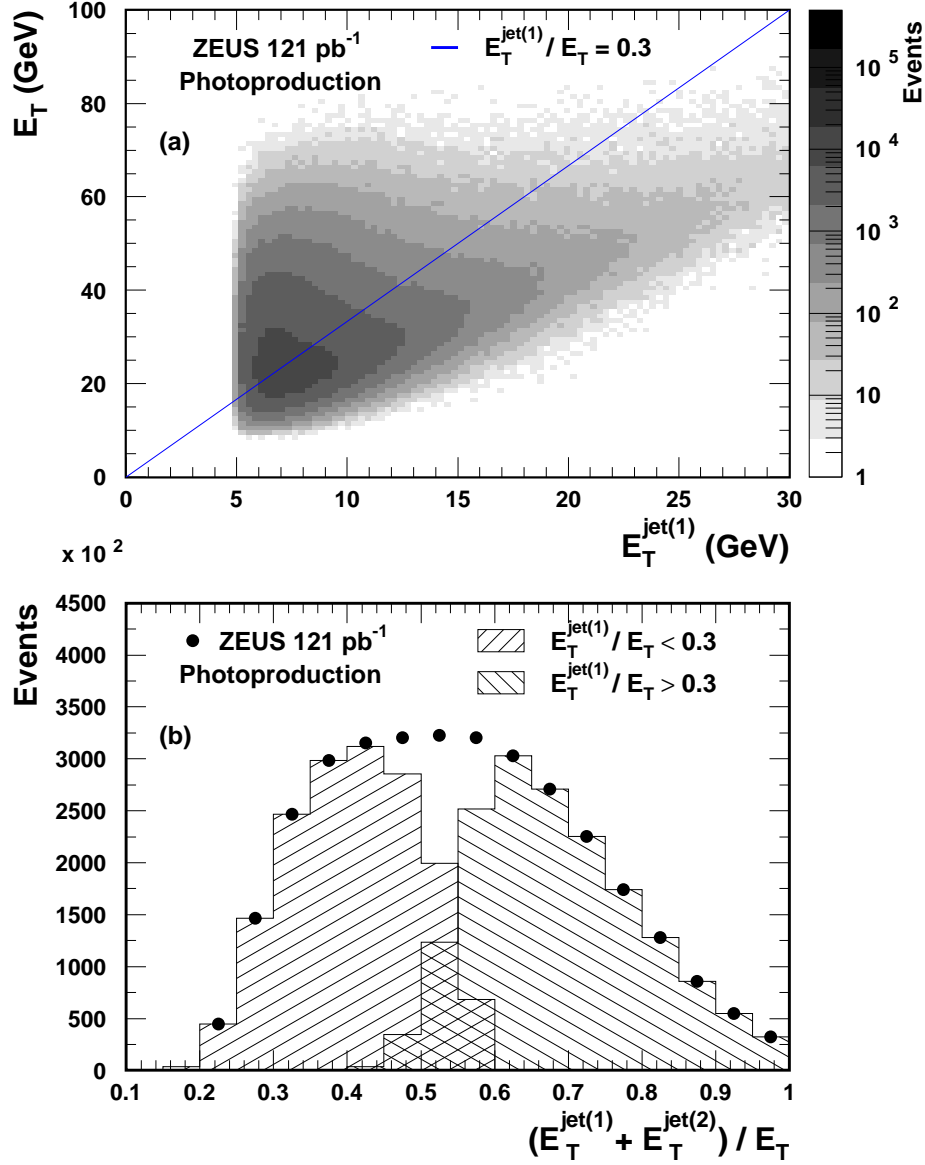 E_T (GeV)
100
80
60
40
20
0
ZEUS 121 pb^-1
Photoproduction
E_T^jet(1) / E_T = 0.3
(a)
0 5 10 15 20 25 30
E_T^jet(1) (GeV)
Events
10^5
10^4
10^3
10^2
10
1
x 10^2
Events
4500
4000
3500
3000
2500
2000
1500
1000
500
0
ZEUS 121 pb^-1
Photoproduction
E_T^jet(1) / E_T < 0.3
E_T^jet(1) / E_T > 0.3
(b)
0.1 0.2 0.3 0.4 0.5 0.6 0.7 0.8 0.9 1
(E_T^jet(1) + E_T^jet(2)) / E_T